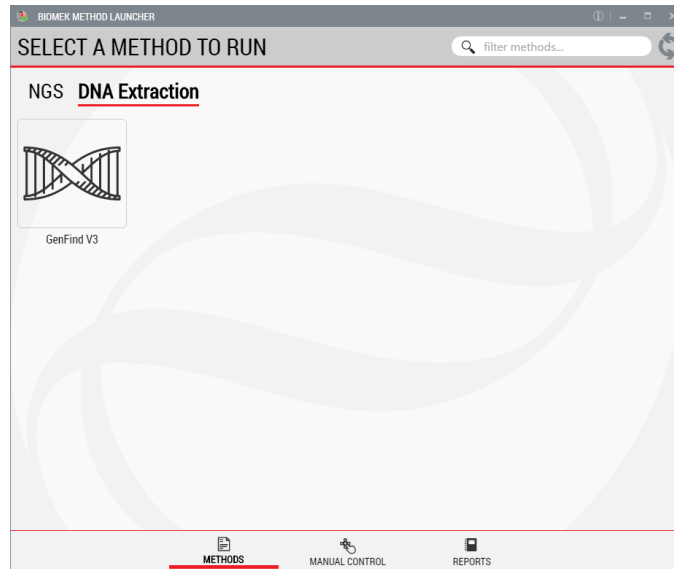 BIOMEK METHOD LAUNCHER
SELECT A METHOD TO RUN
filter methods...
NGS DNA Extraction
GenFind V3
METHODS MANUAL CONTROL REPORTS